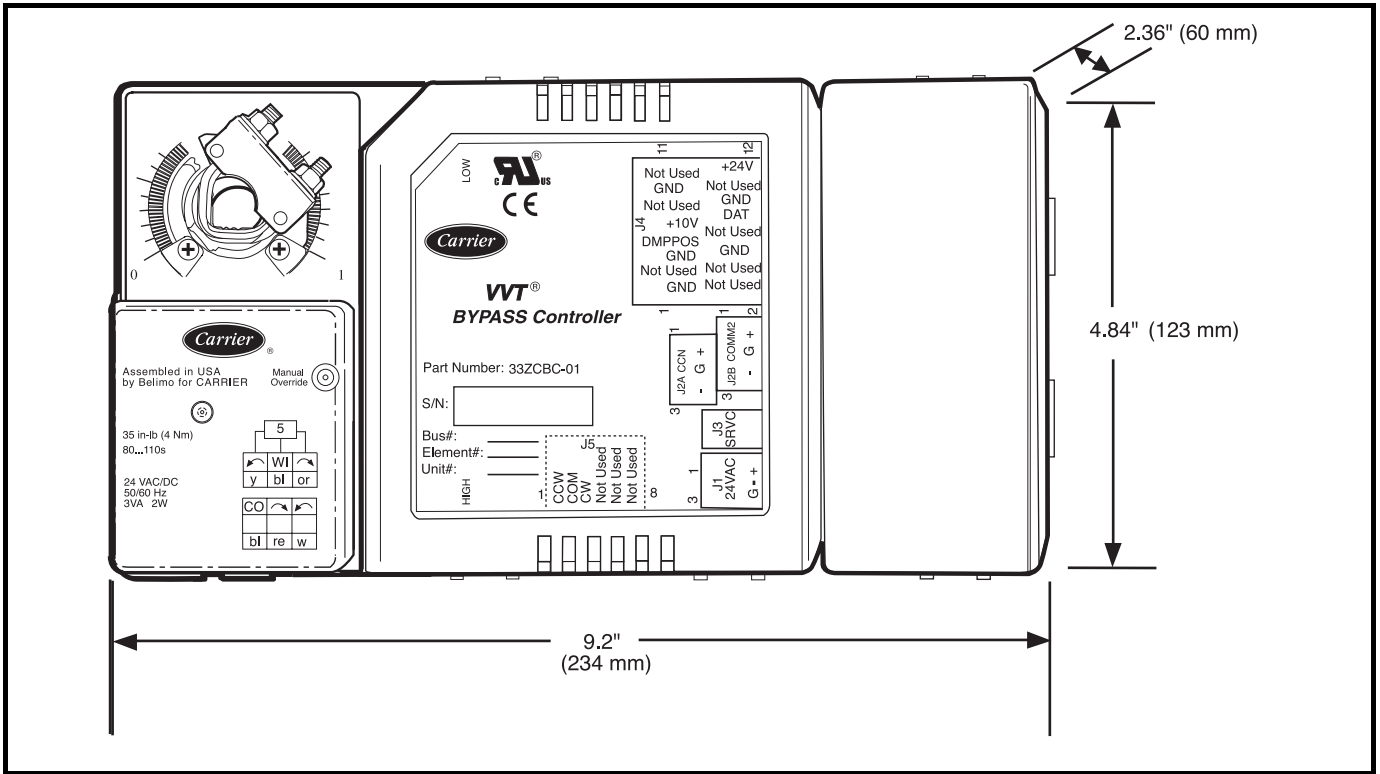 2.36" (60 mm)
4.84" (123 mm)
9.2"
(234 mm)
0
1
Carrier
®
Assembled in USA
by Belimo for CARRIER
Manual
Override
35 in-lb (4 Nm)
80...110s
24 VAC/DC
50/60 Hz
3VA 2W
5
WI
y bl or
CO
bl re w
LOW
®
C US
CE
Carrier
VVT®
BYPASS Controller
Part Number: 33ZCBC-01
S/N:
Bus#:
Element#:
Unit#:
HIGH
J5
1
CCW
COM
CW
Not Used
Not Used
Not Used
8
11
12
J4
Not Used
GND
Not Used
+10V
DMPPOS
GND
Not Used
GND
+24V
Not Used
GND
DAT
Not Used
GND
Not Used
Not Used
1
2
1
J2A CCN
- G +
3
1
J2B COMM2
- G +
3
J3
SRVC
1
J1
24VAC
G - +
3